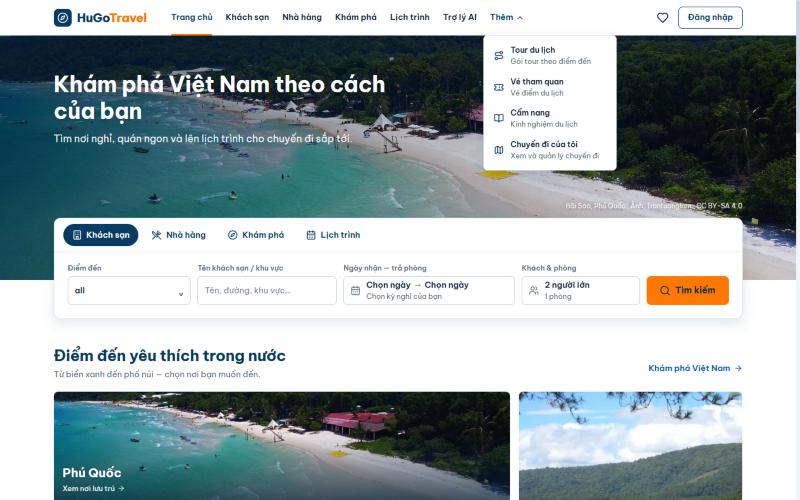 HuGoTravel
Trang chủ Khách sạn Nhà hàng Khám phá Lịch trình Trợ lý AI Thêm
Đăng nhập
Tour du lịch
Gói tour theo điểm đến
Vé tham quan
Vé điểm du lịch
Cẩm nang
Kinh nghiệm du lịch
Chuyến đi của tôi
Xem và quản lý chuyến đi
Khám phá Việt Nam theo cách
của bạn
Tìm nơi nghỉ, quán ngon và lên lịch trình cho chuyến đi sắp tới.
Bãi Sao, Phú Quốc · Ảnh: Trantuonglam, CC BY-SA 4.0
Khách sạn Nhà hàng Khám phá Lịch trình
Điểm đến Tên khách sạn / khu vực Ngày nhận — trả phòng Khách & phòng
all Tên, đường, khu vực... Chọn ngày → Chọn ngày 2 người lớn Tìm kiếm
Chọn kỳ nghỉ của bạn 1 phòng
Điểm đến yêu thích trong nước
Từ biển xanh đến phố núi — chọn nơi bạn muốn đến.
Khám phá Việt Nam →
Phú Quốc
Xem nơi lưu trú →